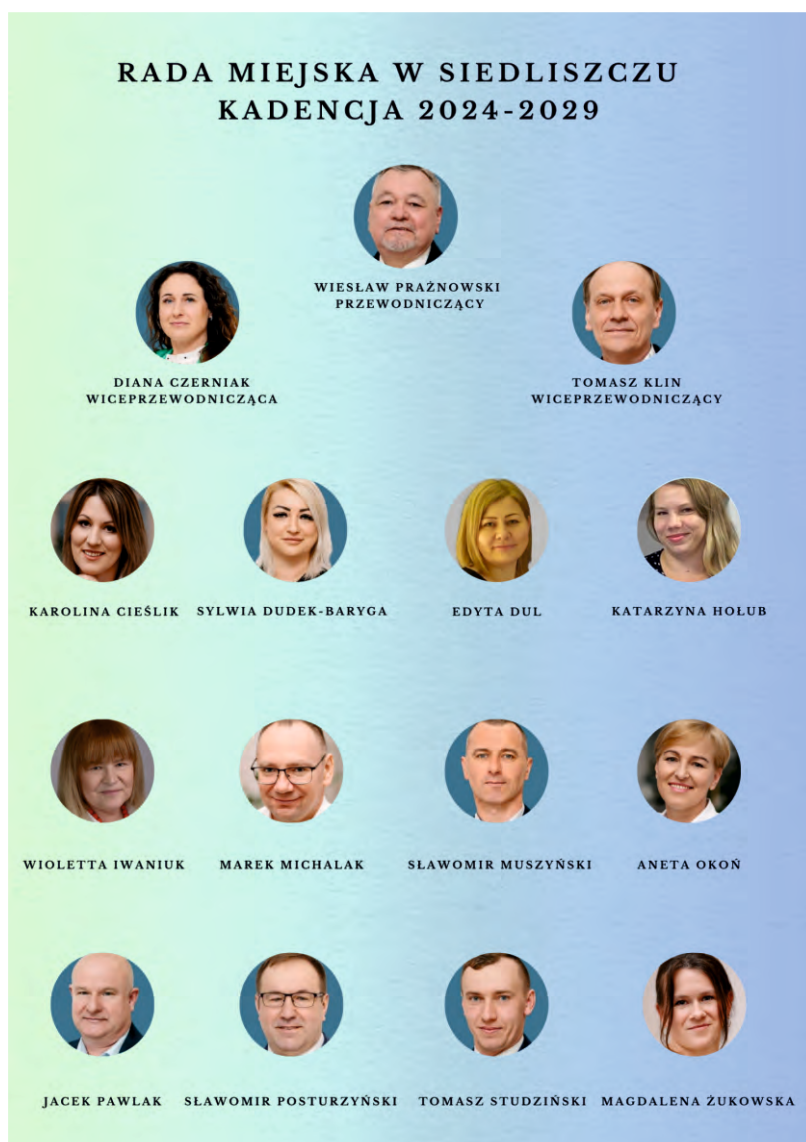 RADA MIEJSKA W SIEDLISZCZU
KADENCJA 2024-2029
WIESŁAW PRAŻNOWSKI
PRZEWODNICZĄCY
DIANA CZERNIAK
WICEPRZEWODNICZĄCA
TOMASZ KLIN
WICEPRZEWODNICZĄCY
KAROLINA CIEŚLIK
SYLWIA DUDEK-BARYGA
EDYTA DUL
KATARZYNA HOŁUB
WIOLETTA IWANIUK
MAREK MICHALAK
SŁAWOMIR MUSZYŃSKI
ANETA OKOŃ
JACEK PAWLAK
SŁAWOMIR POSTURZYŃSKI
TOMASZ STUDZIŃSKI
MAGDALENA ŻUKOWSKA